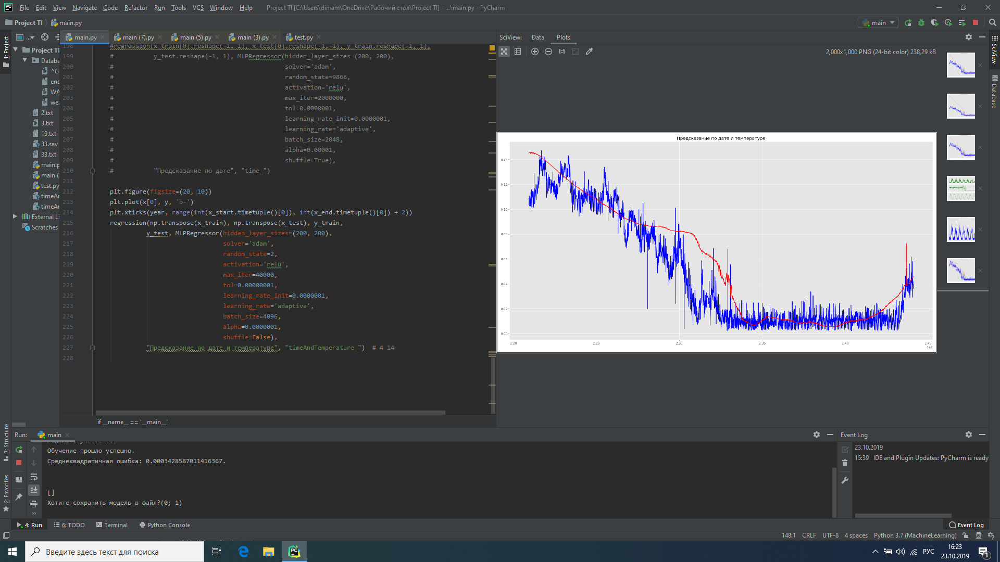 File Edit View Navigate Code Refactor Run Tools VCS Window Help Project TI [C:\Users\dimam\OneDrive\Рабочий стол\Project TI] - ...\main.py - PyCharm
Project TI main.py main
1: Project
main.py main (7).py main (5).py main (3).py test.py
Project TI
Databa
^G
enc
WA
wea
2.txt
3.txt
19.txt
33.sav
33.txt
main.p
main (
test.py
timeAr
timeAr
External Li
Scratches
198 #regression(x_train[0].reshape(-1, 1), x_test[0].reshape(-1, 1), y_train.reshape(-1, 1),
199 # y_test.reshape(-1, 1), MLPRegressor(hidden_layer_sizes=(200, 200),
200 # solver='adam',
201 # random_state=9866,
202 # activation='relu',
203 # max_iter=2000000,
204 # tol=0.0000001,
205 # learning_rate_init=0.0000001,
206 # learning_rate='adaptive',
207 # batch_size=2048,
208 # alpha=0.00001,
209 # shuffle=True),
210 # "Предсказание по дате", "time_")
211
212 plt.figure(figsize=(20, 10))
213 plt.plot(x[0], y, 'b-')
214 plt.xticks(year, range(int(x_start.timetuple()[0]), int(x_end.timetuple()[0]) + 2))
215 regression(np.transpose(x_train), np.transpose(x_test), y_train,
216 y_test, MLPRegressor(hidden_layer_sizes=(200, 200),
217 solver='adam',
218 random_state=2,
219 activation='relu',
220 max_iter=40000,
221 tol=0.00000001,
222 learning_rate_init=0.0000001,
223 learning_rate='adaptive',
224 batch_size=4096,
225 alpha=0.0000001,
226 shuffle=False),
227 "Предсказание по дате и температуре", "timeAndTemperature_") # 4 14
228
if __name__ == '__main__'
SciView: Data Plots
1:1 2,000x1,000 PNG (24-bit color) 238,29 kB
Предсказание по дате и температуре
0.14
0.12
0.10
0.08
0.06
0.04
0.02
0.00
2.20 2.25 2.30 2.35 2.40 2.45
1e8
SciView
Database
Z: Structure
2: Favorites
Run: main
Обучение прошло успешно.
Среднеквадратичная ошибка: 0.0003428587011416367.
[]
Хотите сохранить модель в файл?(0; 1)
Event Log
23.10.2019
15:39 IDE and Plugin Updates: PyCharm is ready
4: Run 6: TODO Terminal Python Console Event Log
148:1 CRLF UTF-8 4 spaces Python 3.7 (MachineLearning)
Введите здесь текст для поиска
РУС
16:23
23.10.2019
1